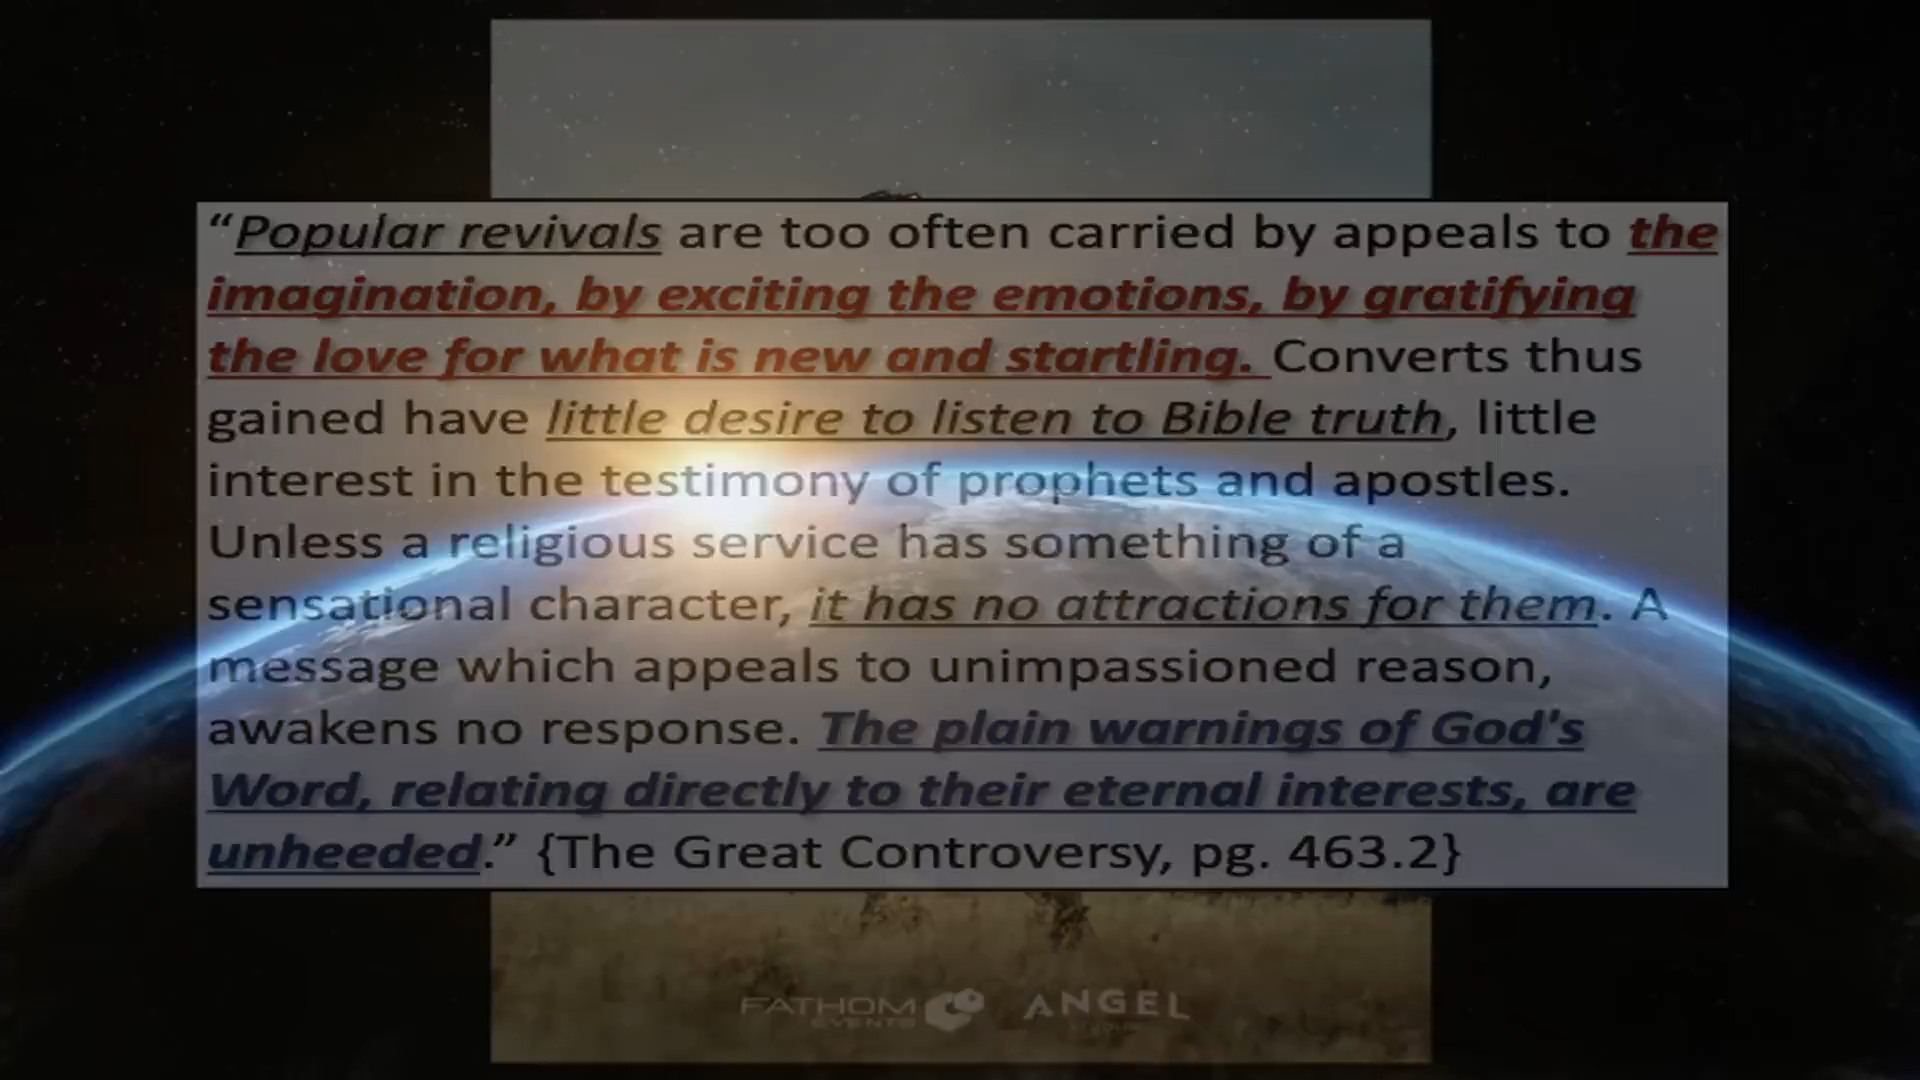 “Popular revivals are too often carried by appeals to the
imagination, by exciting the emotions, by gratifying
the love for what is new and startling. Converts thus
gained have little desire to listen to Bible truth, little
interest in the testimony of prophets and apostles.
Unless a religious service has something of a
sensational character, it has no attractions for them. A
message which appeals to unimpassioned reason,
awakens no response. The plain warnings of God's
Word, relating directly to their eternal interests, are
unheeded.” {The Great Controversy, pg. 463.2}
FATHOM ANGEL
EVENTS